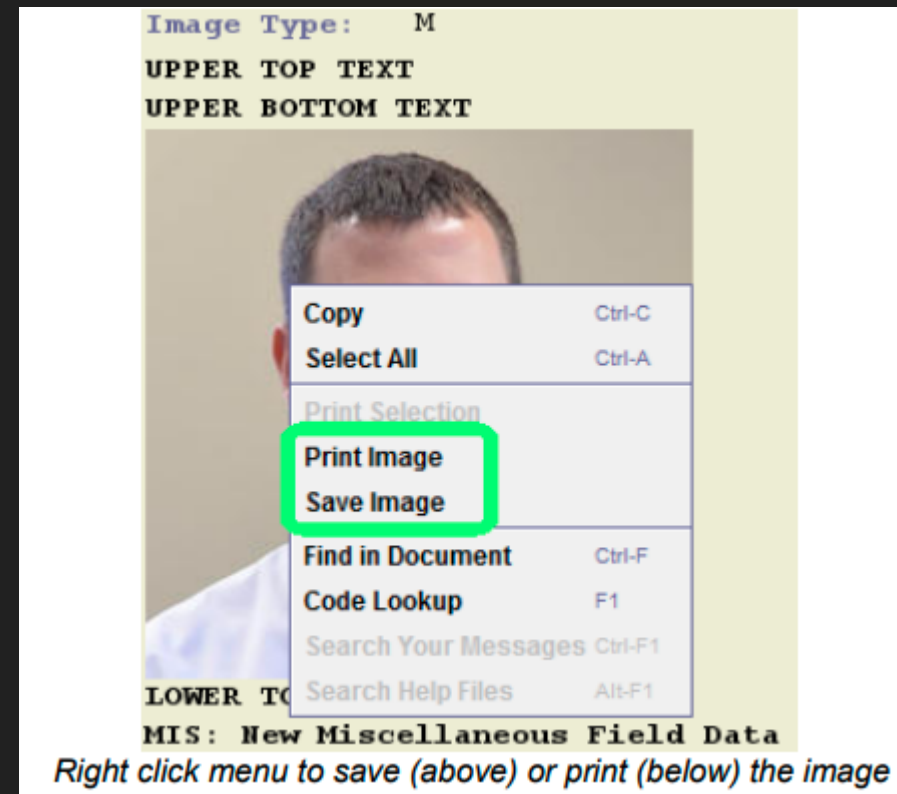 Image Type: M
UPPER TOP TEXT
UPPER BOTTOM TEXT
Copy Ctrl-C
Select All Ctrl-A
Print Selection
Print Image
Save Image
Find in Document Ctrl-F
Code Lookup F1
Search Your Messages Ctrl-F1
Search Help Files Alt-F1
LOWER
MIS: New Miscellaneous Field Data
Right click menu to save (above) or print (below) the image